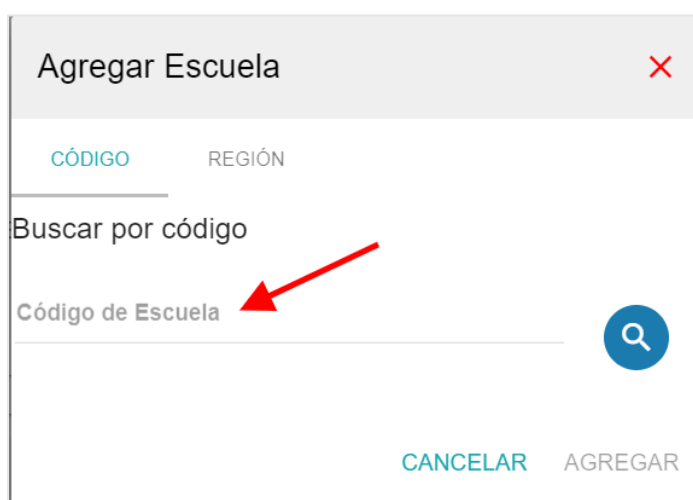 Agregar Escuela
CÓDIGO REGIÓN
Buscar por código
Código de Escuela
CANCELAR AGREGAR